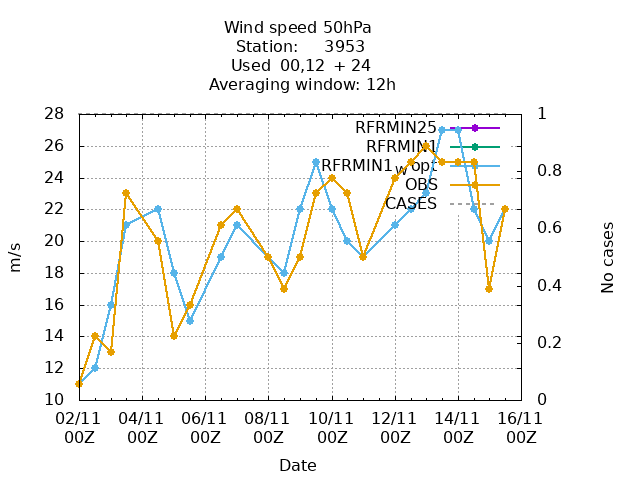 Wind speed 50hPa
Station: 3953
Used 00,12 + 24
Averaging window: 12h
28 1
RFRMIN25
26 RFRMIN1
RFRMIN1w opt
24 0.8
OBS
CASES
22
0.6
20
18
0.4
16
14
0.2
12
10 0
m/s
No cases
02/11 04/11 06/11 08/11 10/11 12/11 14/11 16/11
00Z 00Z 00Z 00Z 00Z 00Z 00Z 00Z
Date